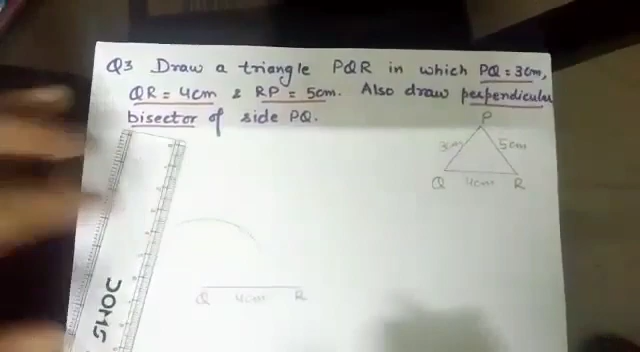 Q3 Draw a triangle PQR in which PQ = 3cm,
QR = 4cm & RP = 5cm. Also draw perpendicular
bisector of side PQ.
P
3cm 5cm
Q 4cm R
DOMS
Q 4cm R